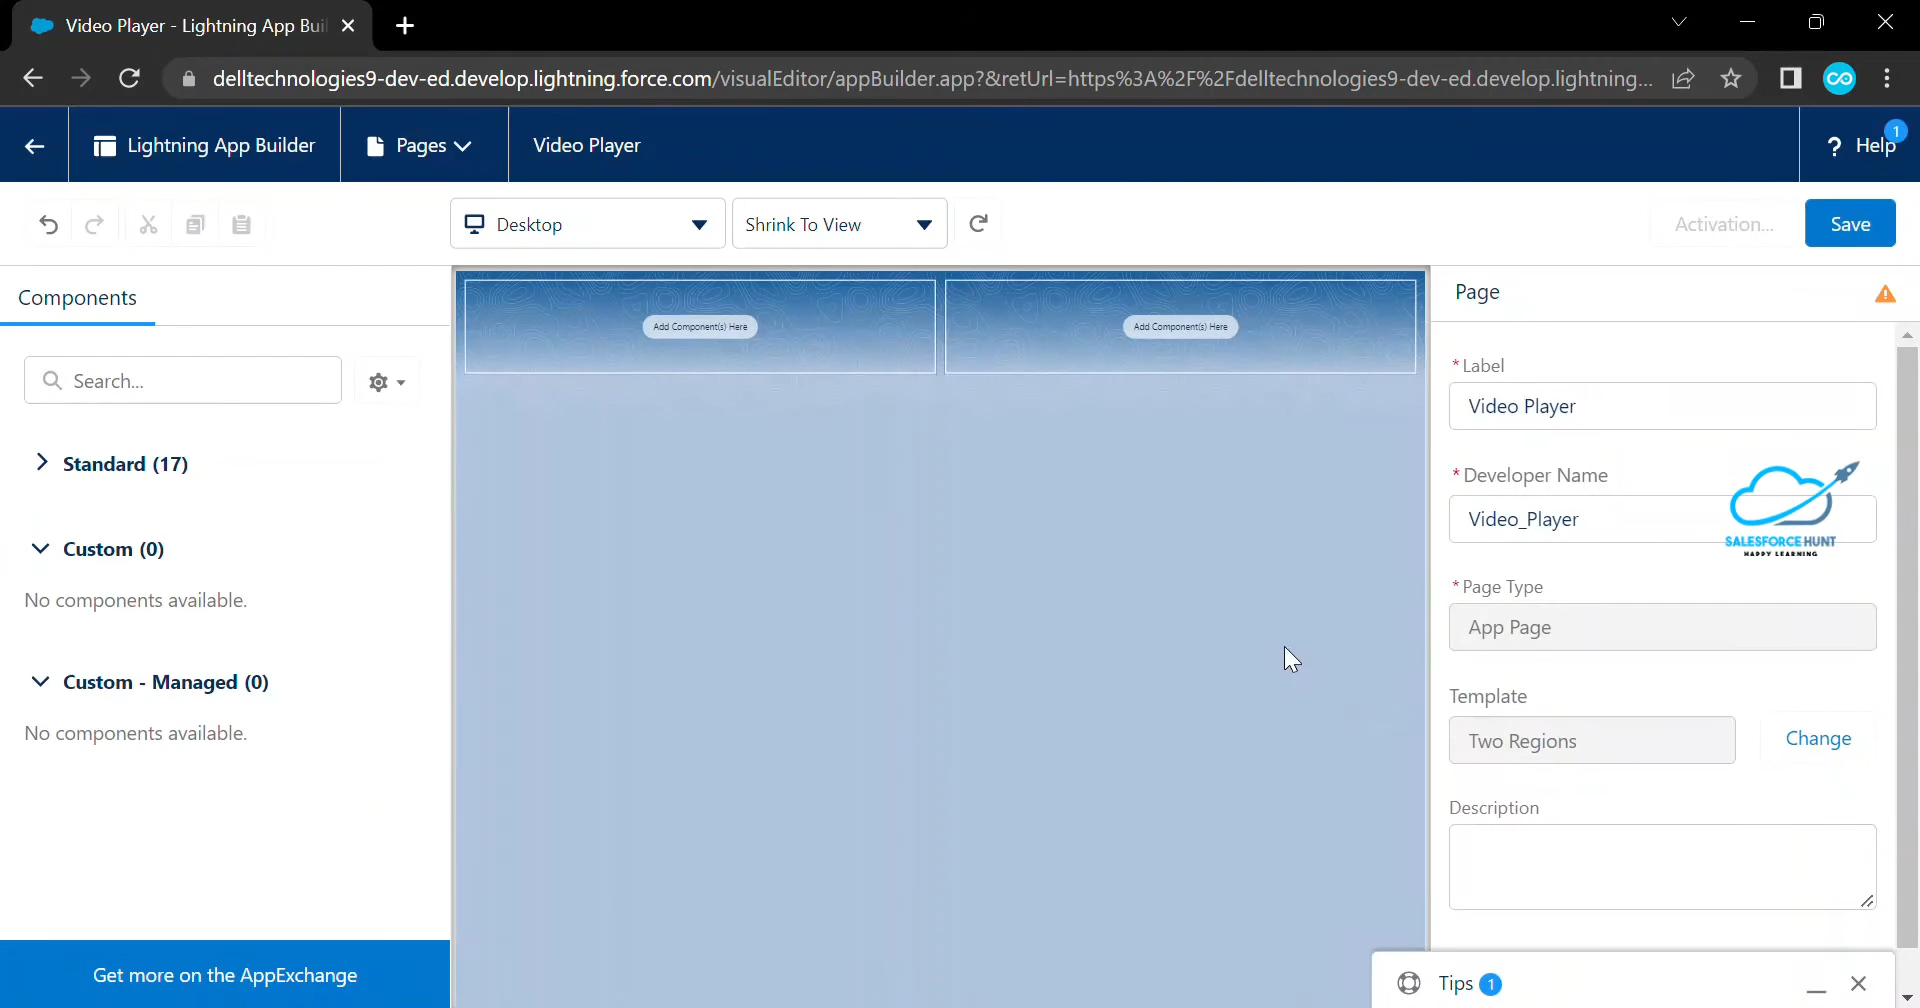 Video Player - Lightning App Bui
delltechnologies9-dev-ed.develop.lightning.force.com/visualEditor/appBuilder.app?&retUrl=https%3A%2F%2Fdelltechnologies9-dev-ed.develop.lightning...
Lightning App Builder
Pages
Video Player
? Help
1
Desktop
Shrink To View
Activation...
Save
Components
Search...
Standard (17)
Custom (0)
No components available.
Custom - Managed (0)
No components available.
Get more on the AppExchange
Add Component(s) Here
Add Component(s) Here
Page
* Label
Video Player
* Developer Name
Video_Player
SALESFORCE HUNT
HAPPY LEARNING
* Page Type
App Page
Template
Two Regions
Change
Description
Tips 1